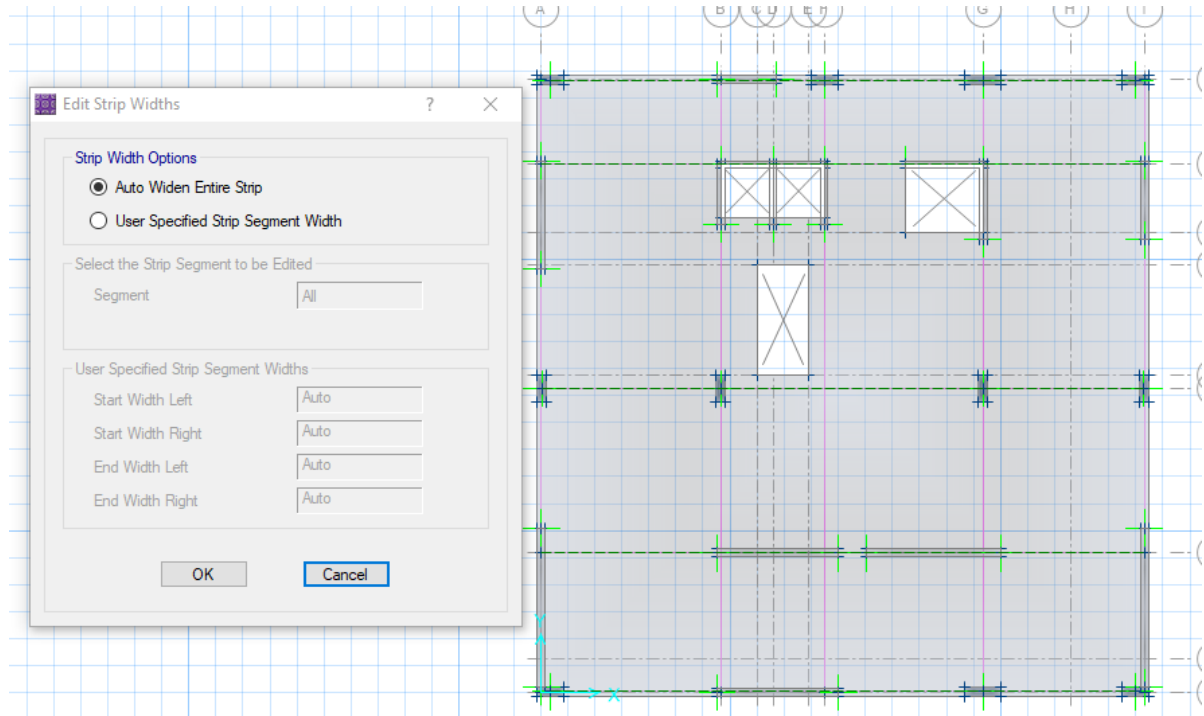 A B C D E F G H I
Edit Strip Widths ?
Strip Width Options
Auto Widen Entire Strip
User Specified Strip Segment Width
Select the Strip Segment to be Edited
Segment All
User Specified Strip Segment Widths
Start Width Left Auto
Start Width Right Auto
End Width Left Auto
End Width Right Auto
OK Cancel
Y
X